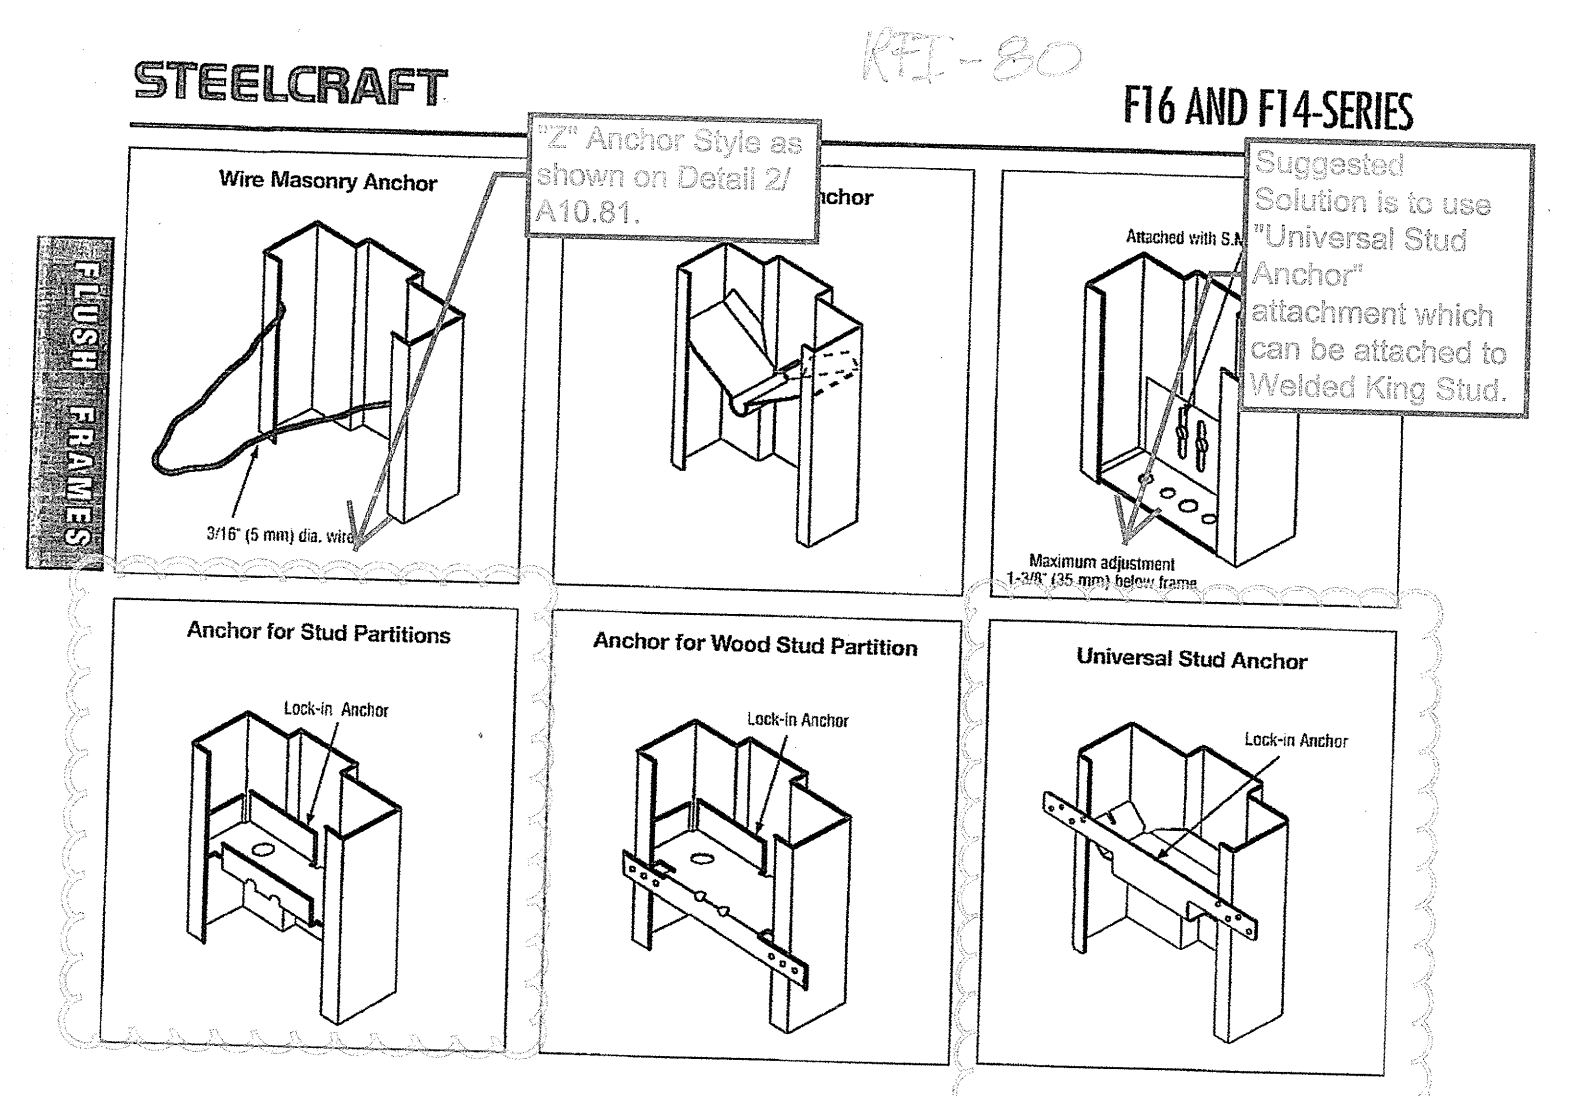 RFI-80
STEELCRAFT
F16 AND F14-SERIES
"Z" Anchor Style as
shown on Detail 2/
A10.81.
Suggested
Solution is to use
"Universal Stud
Anchor"
attachment which
can be attached to
Welded King Stud.
FLUSH FRAMES
Wire Masonry Anchor
3/16" (5 mm) dia. wire
nchor
Attached with S.M
Maximum adjustment
1-3/8" (35 mm) below frame
Anchor for Stud Partitions
Lock-in Anchor
Anchor for Wood Stud Partition
Lock-in Anchor
Universal Stud Anchor
Lock-in Anchor